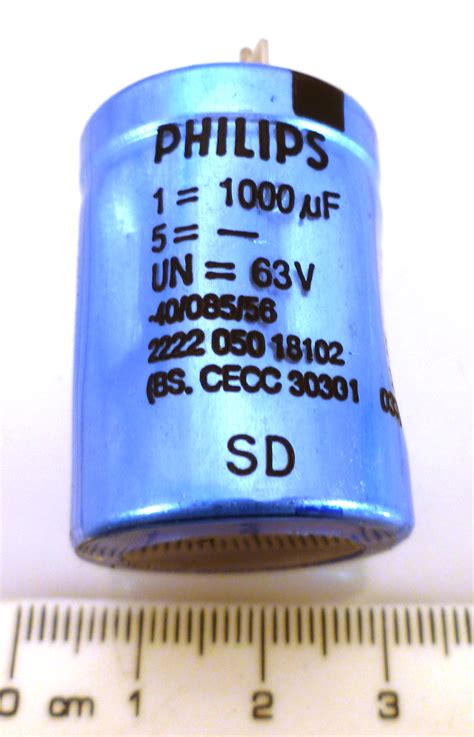 PHILIPS
1 = 1000 µF
5 = —
UN = 63V
-40/085/56
2222 050 18102
(BS. CECC 30301
SD
0 cm 1 2 3